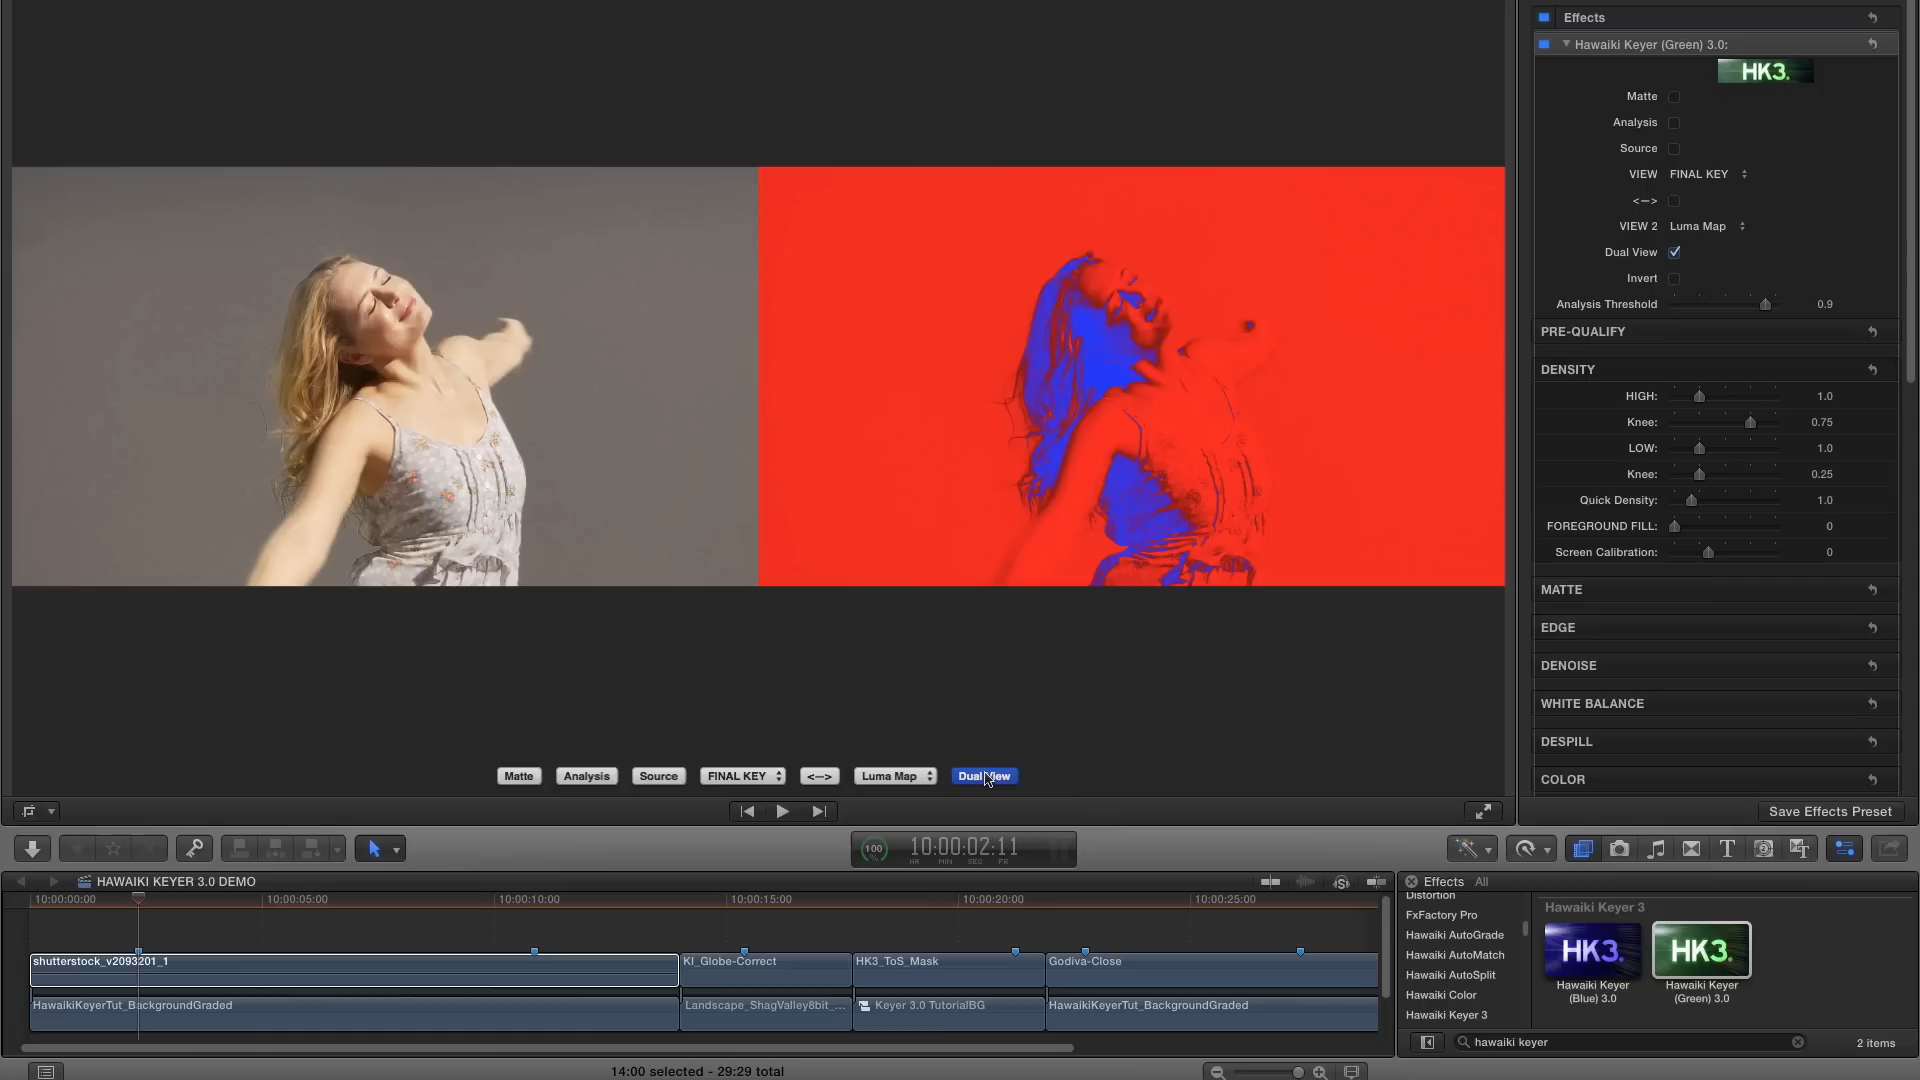 Effects
Hawaiki Keyer (Green) 3.0:
HK3.
Matte
Analysis
Source
VIEW FINAL KEY
<-->
VIEW 2 Luma Map
Dual View
Invert
Analysis Threshold 0.9
PRE-QUALIFY
DENSITY
HIGH: 1.0
Knee: 0.75
LOW: 1.0
Knee: 0.25
Quick Density: 1.0
FOREGROUND FILL: 0
Screen Calibration: 0
MATTE
EDGE
DENOISE
WHITE BALANCE
DESPILL
COLOR
Save Effects Preset
Matte Analysis Source FINAL KEY <--> Luma Map Dual View
100 %
10:00:02:11
HR MIN SEC FR
HAWAIKI KEYER 3.0 DEMO
10:00:00:00 10:00:05:00 10:00:10:00 10:00:15:00 10:00:20:00 10:00:25:00
shutterstock_v2093201_1 KI_Globe-Correct HK3_ToS_Mask Godiva-Close
HawaikiKeyerTut_BackgroundGraded Landscape_ShagValley8bit_... Keyer 3.0 TutorialBG HawaikiKeyerTut_BackgroundGraded
14:00 selected - 29:29 total
Effects All
Distortion
FxFactory Pro
Hawaiki AutoGrade
Hawaiki AutoMatch
Hawaiki AutoSplit
Hawaiki Color
Hawaiki Keyer 3
Hawaiki Keyer 3
HK3. HK3.
Hawaiki Keyer (Blue) 3.0
Hawaiki Keyer (Green) 3.0
hawaiki keyer
2 items